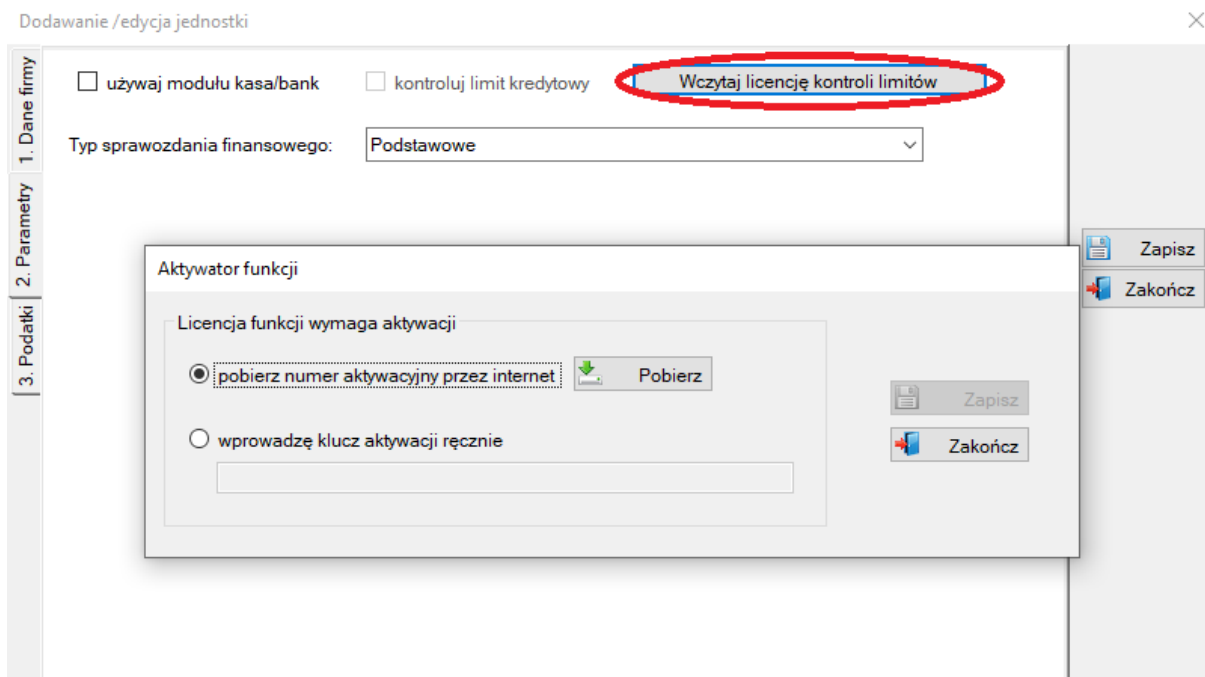 Dodawanie /edycja jednostki
1. Dane firmy
2. Parametry
3. Podatki
używaj modułu kasa/bank
kontroluj limit kredytowy
Wczytaj licencję kontroli limitów
Typ sprawozdania finansowego:
Podstawowe
Zapisz
Zakończ
Aktywator funkcji
Licencja funkcji wymaga aktywacji
pobierz numer aktywacyjny przez internet
Pobierz
wprowadzę klucz aktywacji ręcznie
Zapisz
Zakończ